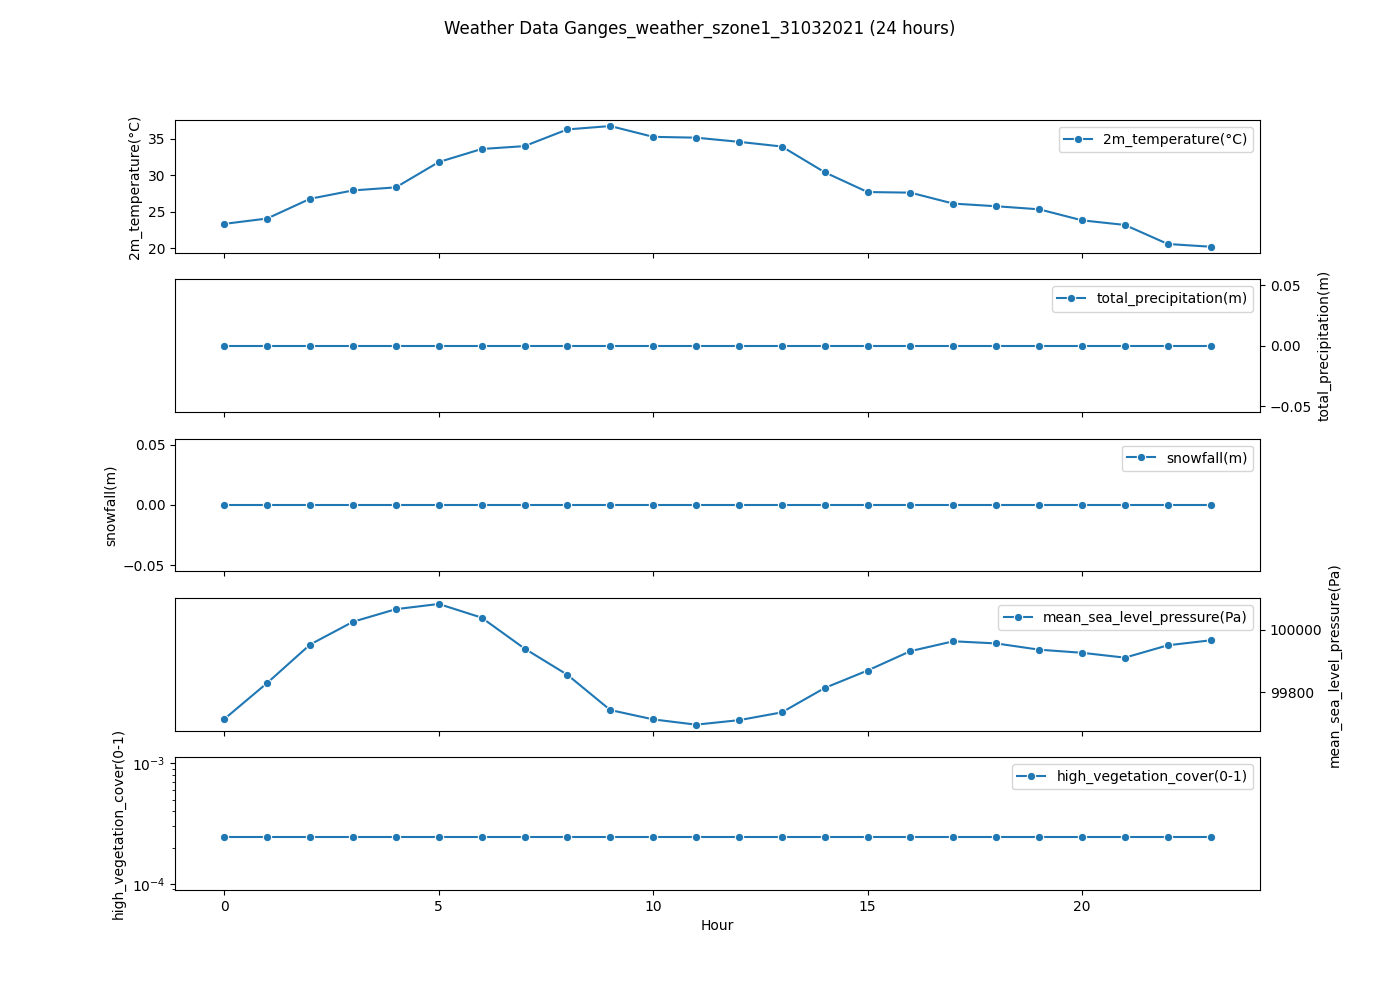 Weather Data Ganges_weather_szone1_31032021 (24 hours)
2m_temperature(°C)
35
30
25
20
2m_temperature(°C)
total_precipitation(m)
0.05
0.00
−0.05
total_precipitation(m)
snowfall(m)
0.05
0.00
−0.05
snowfall(m)
mean_sea_level_pressure(Pa)
100000
99800
mean_sea_level_pressure(Pa)
high_vegetation_cover(0-1)
10⁻³
10⁻⁴
high_vegetation_cover(0-1)
0 5 10 15 20
Hour